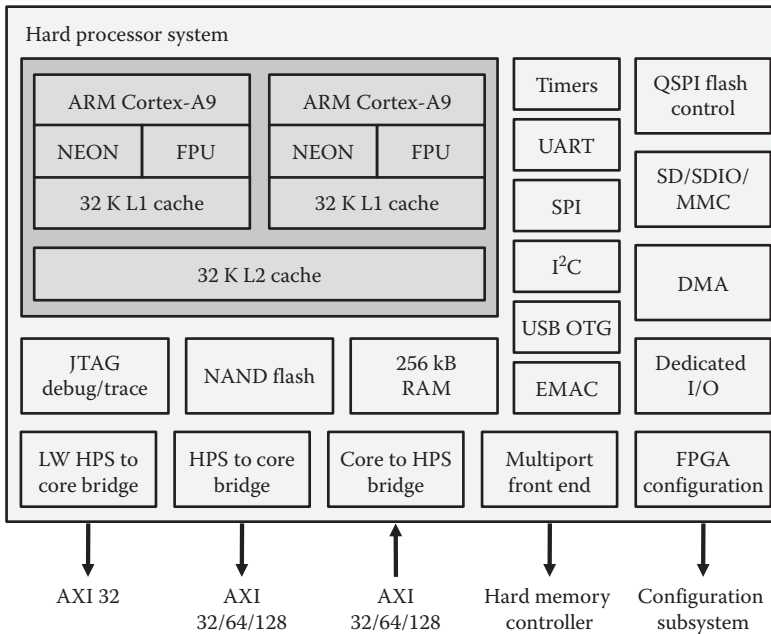 Hard processor system
ARM Cortex-A9
NEON
FPU
32 K L1 cache
ARM Cortex-A9
NEON
FPU
32 K L1 cache
32 K L2 cache
Timers
UART
SPI
I²C
USB OTG
EMAC
QSPI flash
control
SD/SDIO/
MMC
DMA
Dedicated
I/O
JTAG
debug/trace
NAND flash
256 kB
RAM
LW HPS to
core bridge
HPS to core
bridge
Core to HPS
bridge
Multiport
front end
FPGA
configuration
AXI 32
AXI
32/64/128
AXI
32/64/128
Hard memory
controller
Configuration
subsystem